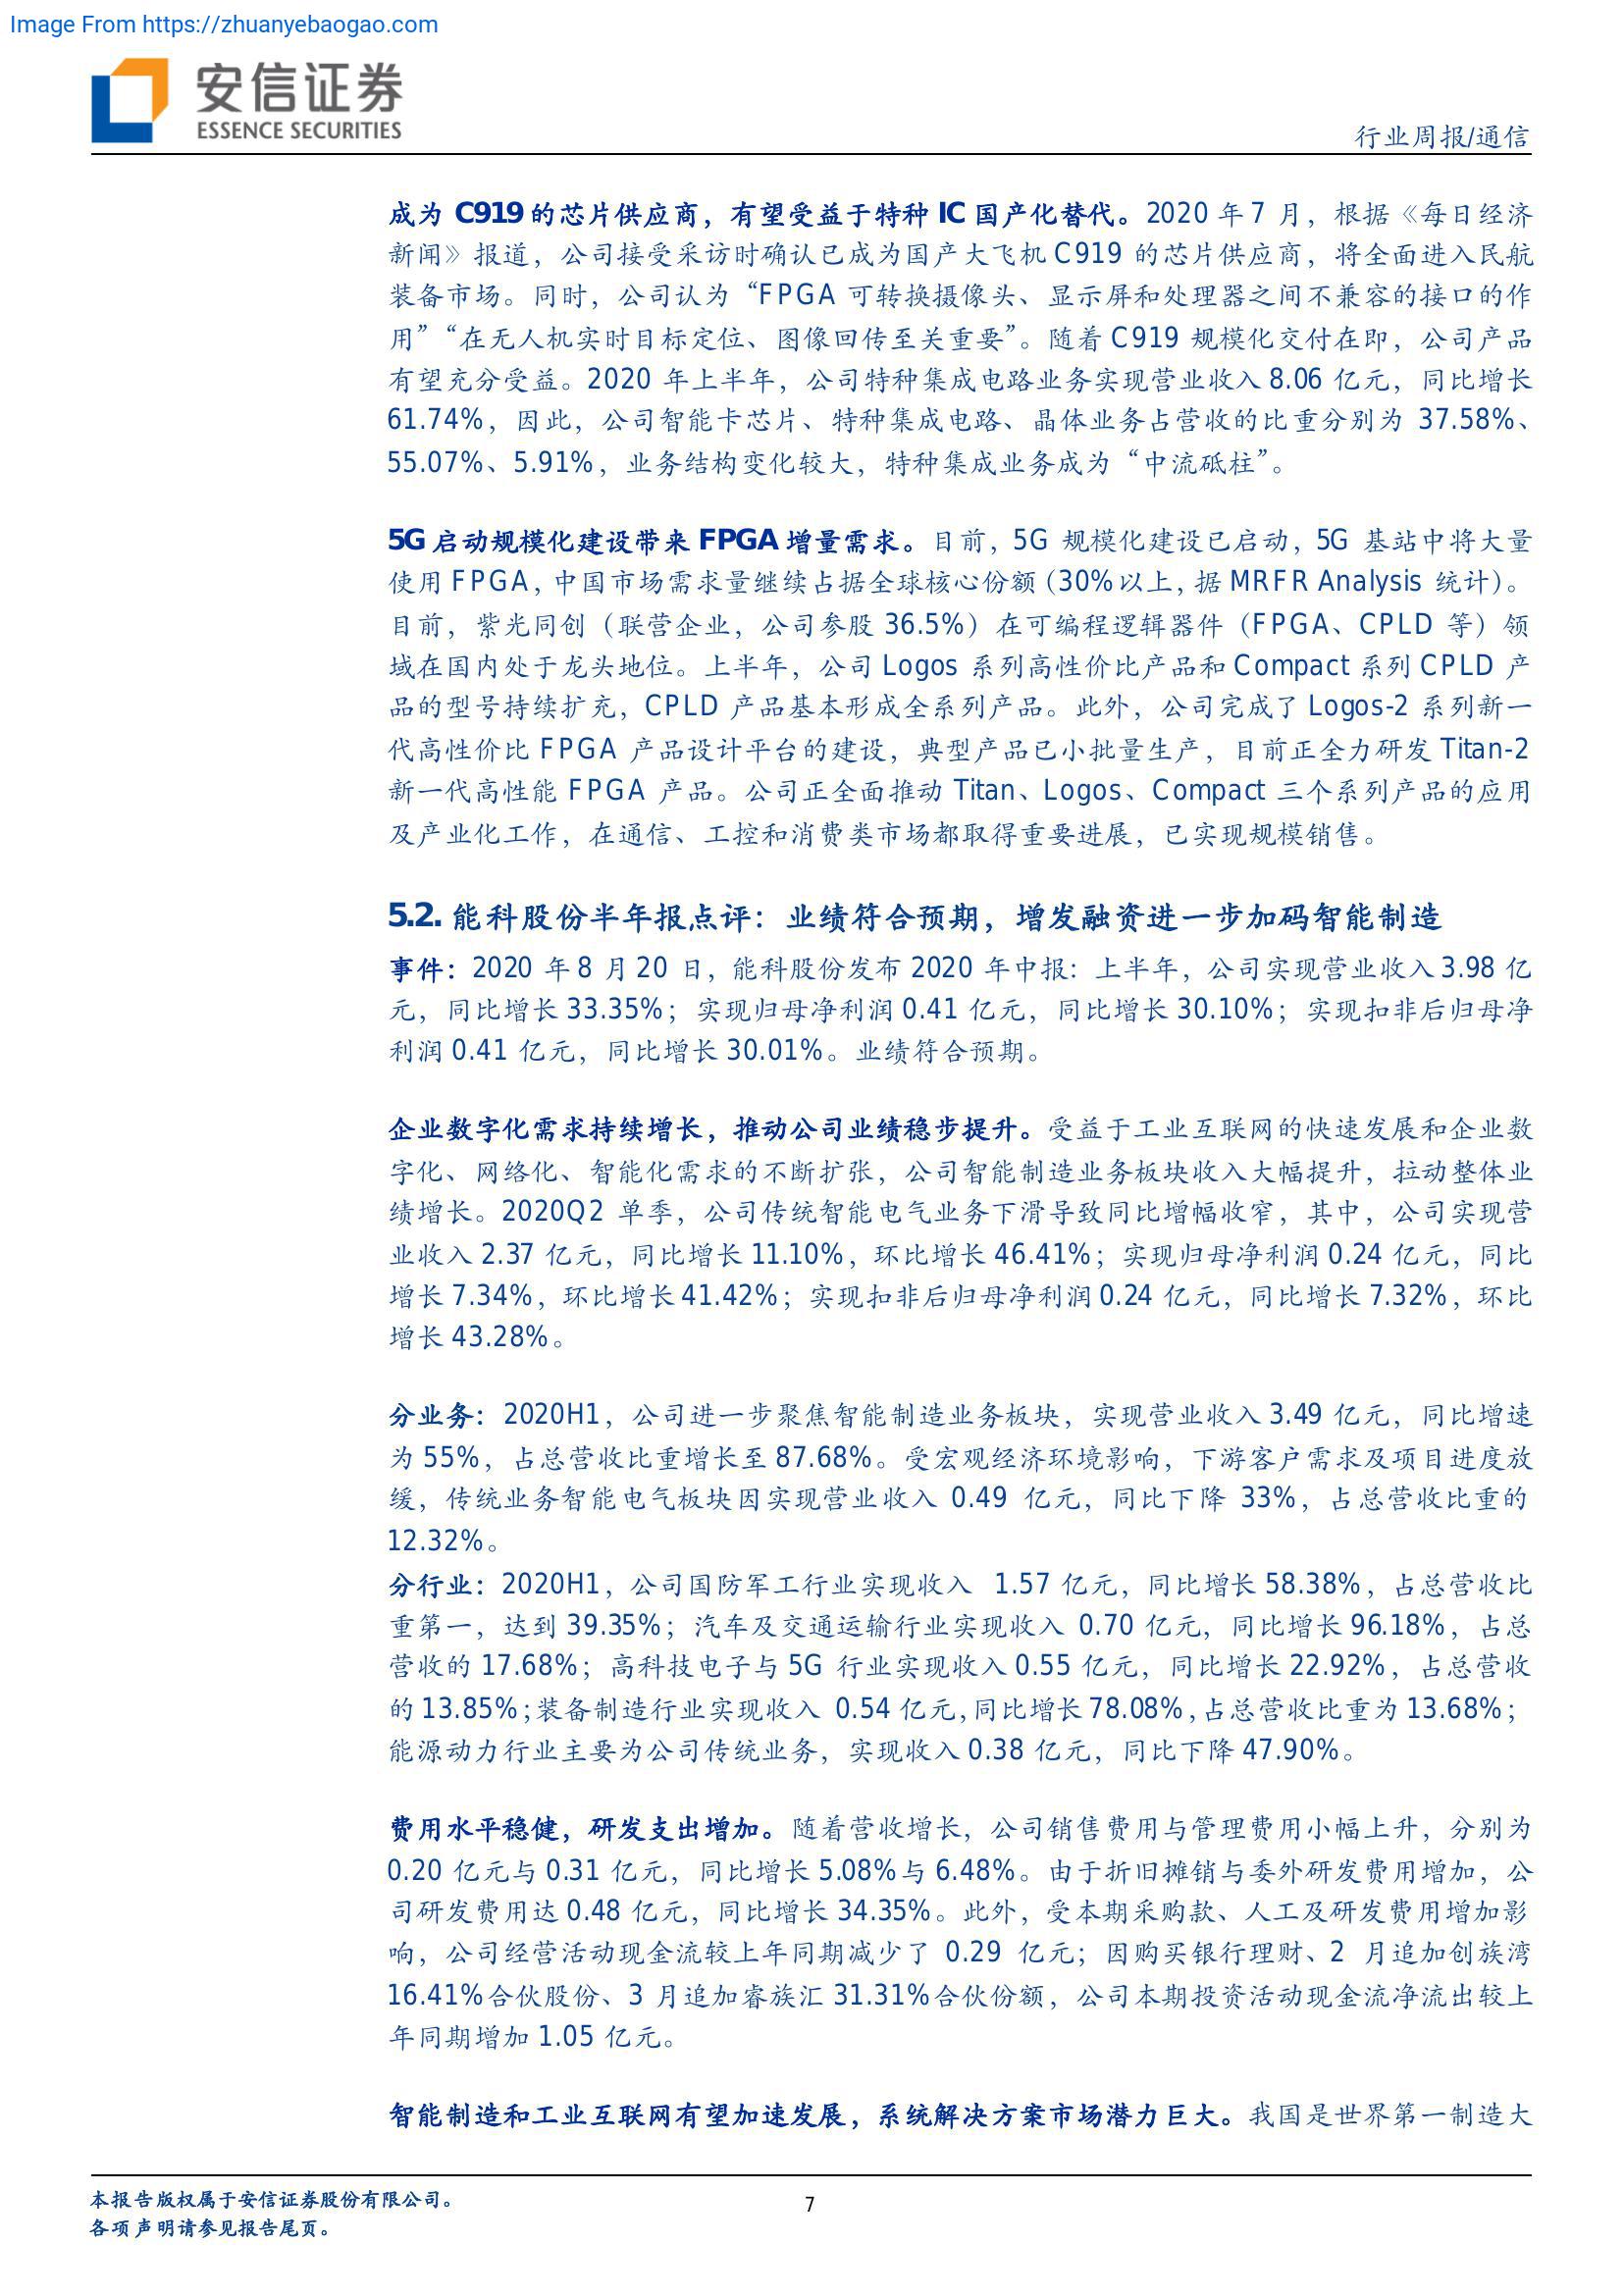 Image From https://zhuanyebaogao.com
安信证券
ESSENCE SECURITIES
行业周报/通信
成为 C919 的芯片供应商，有望受益于特种 IC 国产化替代。2020 年 7 月，根据《每日经济
新闻》报道，公司接受采访时确认已成为国产大飞机 C919 的芯片供应商，将全面进入民航
装备市场。同时，公司认为“FPGA 可转换摄像头、显示屏和处理器之间不兼容的接口的作
用”“在无人机实时目标定位、图像回传至关重要”。随着 C919 规模化交付在即，公司产品
有望充分受益。2020 年上半年，公司特种集成电路业务实现营业收入 8.06 亿元，同比增长
61.74%，因此，公司智能卡芯片、特种集成电路、晶体业务占营收的比重分别为 37.58%、
55.07%、5.91%，业务结构变化较大，特种集成业务成为“中流砥柱”。
5G 启动规模化建设带来 FPGA 增量需求。目前，5G 规模化建设已启动，5G 基站中将大量
使用 FPGA，中国市场需求量继续占据全球核心份额（30%以上，据 MRFR Analysis 统计）。
目前，紫光同创（联营企业，公司参股 36.5%）在可编程逻辑器件（FPGA、CPLD 等）领
域在国内处于龙头地位。上半年，公司 Logos 系列高性价比产品和 Compact 系列 CPLD 产
品的型号持续扩充，CPLD 产品基本形成全系列产品。此外，公司完成了 Logos-2 系列新一
代高性价比 FPGA 产品设计平台的建设，典型产品已小批量生产，目前正全力研发 Titan-2
新一代高性能 FPGA 产品。公司正全面推动 Titan、Logos、Compact 三个系列产品的应用
及产业化工作，在通信、工控和消费类市场都取得重要进展，已实现规模销售。
5.2. 能科股份半年报点评：业绩符合预期，增发融资进一步加码智能制造
事件：2020 年 8 月 20 日，能科股份发布 2020 年中报：上半年，公司实现营业收入 3.98 亿
元，同比增长 33.35%；实现归母净利润 0.41 亿元，同比增长 30.10%；实现扣非后归母净
利润 0.41 亿元，同比增长 30.01%。业绩符合预期。
企业数字化需求持续增长，推动公司业绩稳步提升。受益于工业互联网的快速发展和企业数
字化、网络化、智能化需求的不断扩张，公司智能制造业务板块收入大幅提升，拉动整体业
绩增长。2020Q2 单季，公司传统智能电气业务下滑导致同比增幅收窄，其中，公司实现营
业收入 2.37 亿元，同比增长 11.10%，环比增长 46.41%；实现归母净利润 0.24 亿元，同比
增长 7.34%，环比增长 41.42%；实现扣非后归母净利润 0.24 亿元，同比增长 7.32%，环比
增长 43.28%。
分业务：2020H1，公司进一步聚焦智能制造业务板块，实现营业收入 3.49 亿元，同比增速
为 55%，占总营收比重增长至 87.68%。受宏观经济环境影响，下游客户需求及项目进度放
缓，传统业务智能电气板块因实现营业收入 0.49 亿元，同比下降 33%，占总营收比重的
12.32%。
分行业：2020H1，公司国防军工行业实现收入 1.57 亿元，同比增长 58.38%，占总营收比
重第一，达到 39.35%；汽车及交通运输行业实现收入 0.70 亿元，同比增长 96.18%，占总
营收的 17.68%；高科技电子与 5G 行业实现收入 0.55 亿元，同比增长 22.92%，占总营收
的 13.85%；装备制造行业实现收入 0.54 亿元，同比增长 78.08%，占总营收比重为 13.68%；
能源动力行业主要为公司传统业务，实现收入 0.38 亿元，同比下降 47.90%。
费用水平稳健，研发支出增加。随着营收增长，公司销售费用与管理费用小幅上升，分别为
0.20 亿元与 0.31 亿元，同比增长 5.08%与 6.48%。由于折旧摊销与委外研发费用增加，公
司研发费用达 0.48 亿元，同比增长 34.35%。此外，受本期采购款、人工及研发费用增加影
响，公司经营活动现金流较上年同期减少了 0.29 亿元；因购买银行理财、2 月追加创族湾
16.41%合伙股份、3 月追加睿族汇 31.31%合伙份额，公司本期投资活动现金流净流出较上
年同期增加 1.05 亿元。
智能制造和工业互联网有望加速发展，系统解决方案市场潜力巨大。我国是世界第一制造大
本报告版权属于安信证券股份有限公司。
各项声明请参见报告尾页。
7